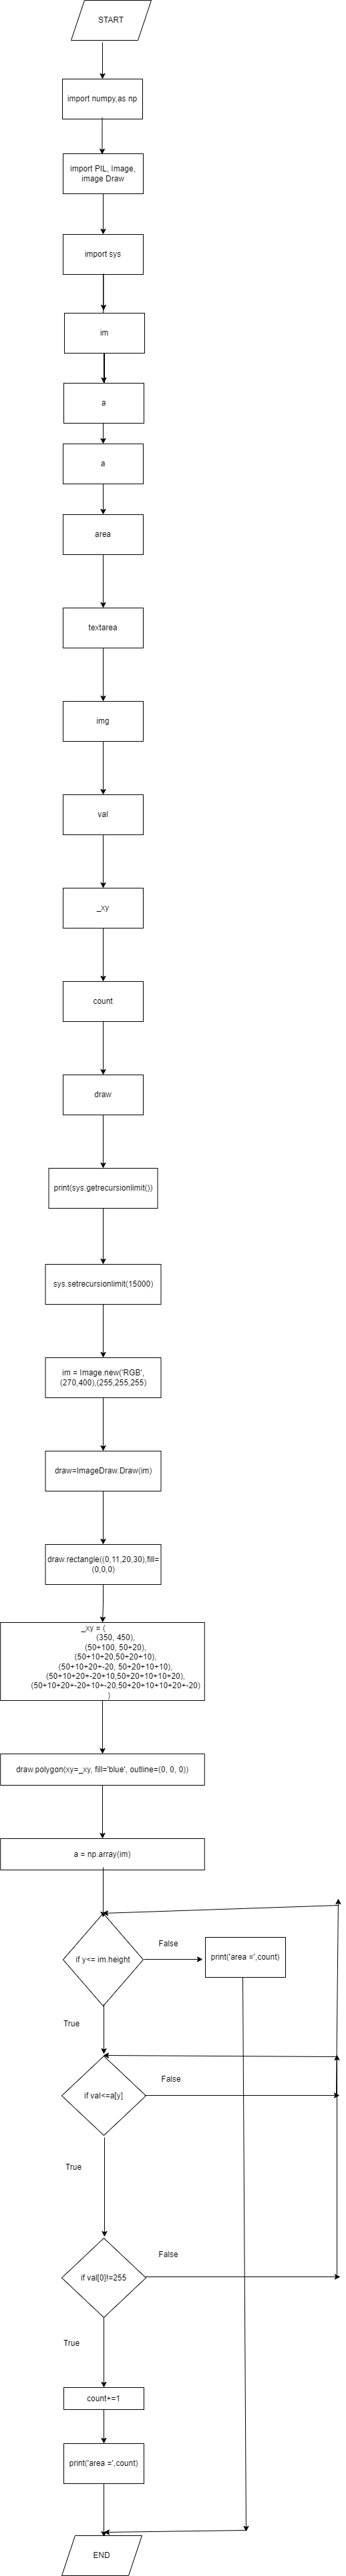 START
import numpy,as np
import PIL, Image,
image Draw
import sys
im
a
a
area
textarea
img
val
_xy
count
draw
print(sys.getrecursionlimit())
sys.setrecursionlimit(15000)
im = Image.new('RGB',
(270,400),(255,255,255)
draw=ImageDraw.Draw(im)
draw.rectangle((0,11,20,30),fill=
(0,0,0)
_xy = (
(350, 450),
(50+100, 50+20),
(50+10+20,50+20+10),
(50+10+20+-20, 50+20+10+10),
(50+10+20+-20+10,50+20+10+10+20),
(50+10+20+-20+10+-20,50+20+10+10+20+-20)
)
draw.polygon(xy=_xy, fill='blue', outline=(0, 0, 0))
a = np.array(im)
False
if y<= im.height
print('area =',count)
True
False
if val<=a[y]
True
False
if val[0]!=255
True
count+=1
print('area =',count)
END